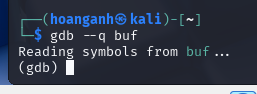 ┌──(hoanganh㉿kali)-[~]
└─$ gdb --q buf
Reading symbols from buf...
(gdb)